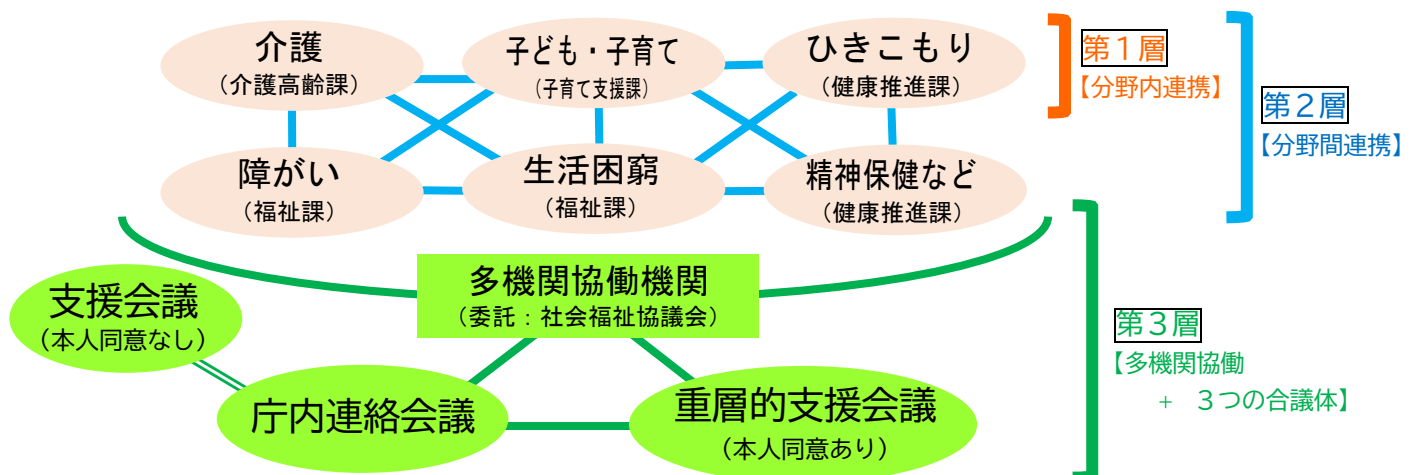 介護
（介護高齢課）
子ども・子育て
（子育て支援課）
ひきこもり
（健康推進課）
第１層
【分野内連携】
第２層
【分野間連携】
障がい
（福祉課）
生活困窮
（福祉課）
精神保健など
（健康推進課）
多機関協働機関
（委託：社会福祉協議会）
支援会議
（本人同意なし）
庁内連絡会議
重層的支援会議
（本人同意あり）
第３層
【多機関協働
+　３つの合議体】